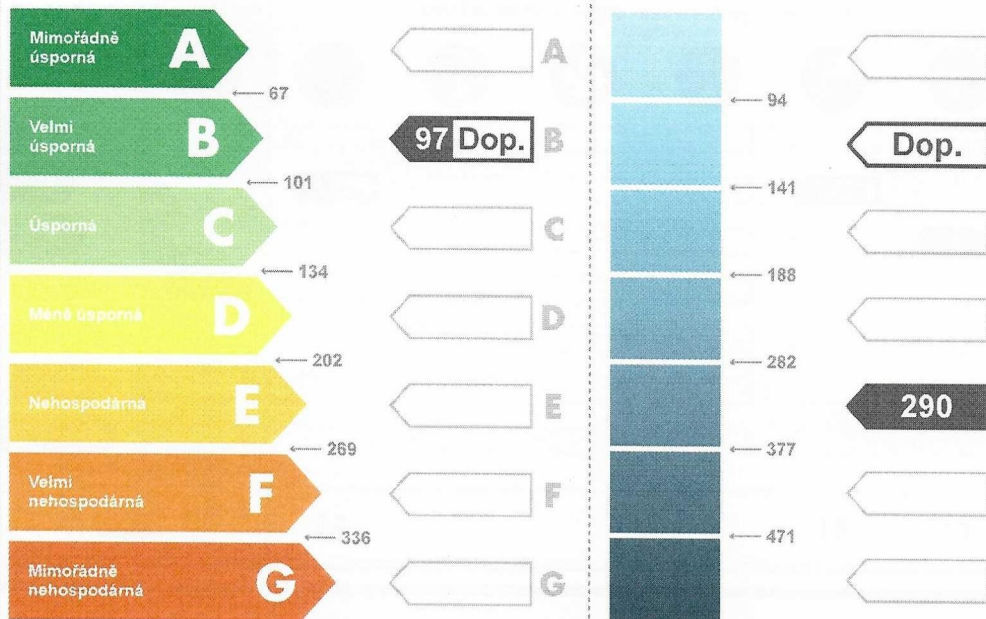 Mimořádně
úsporná
A
A
67
94
Velmi
úsporná
B
97 Dop.
B
Dop.
101
141
Úsporná
C
C
134
188
Méně úsporná
D
D
202
282
Nehospodárná
E
E
290
269
377
Velmi
nehospodárná
F
F
336
471
Mimořádně
nehospodárná
G
G